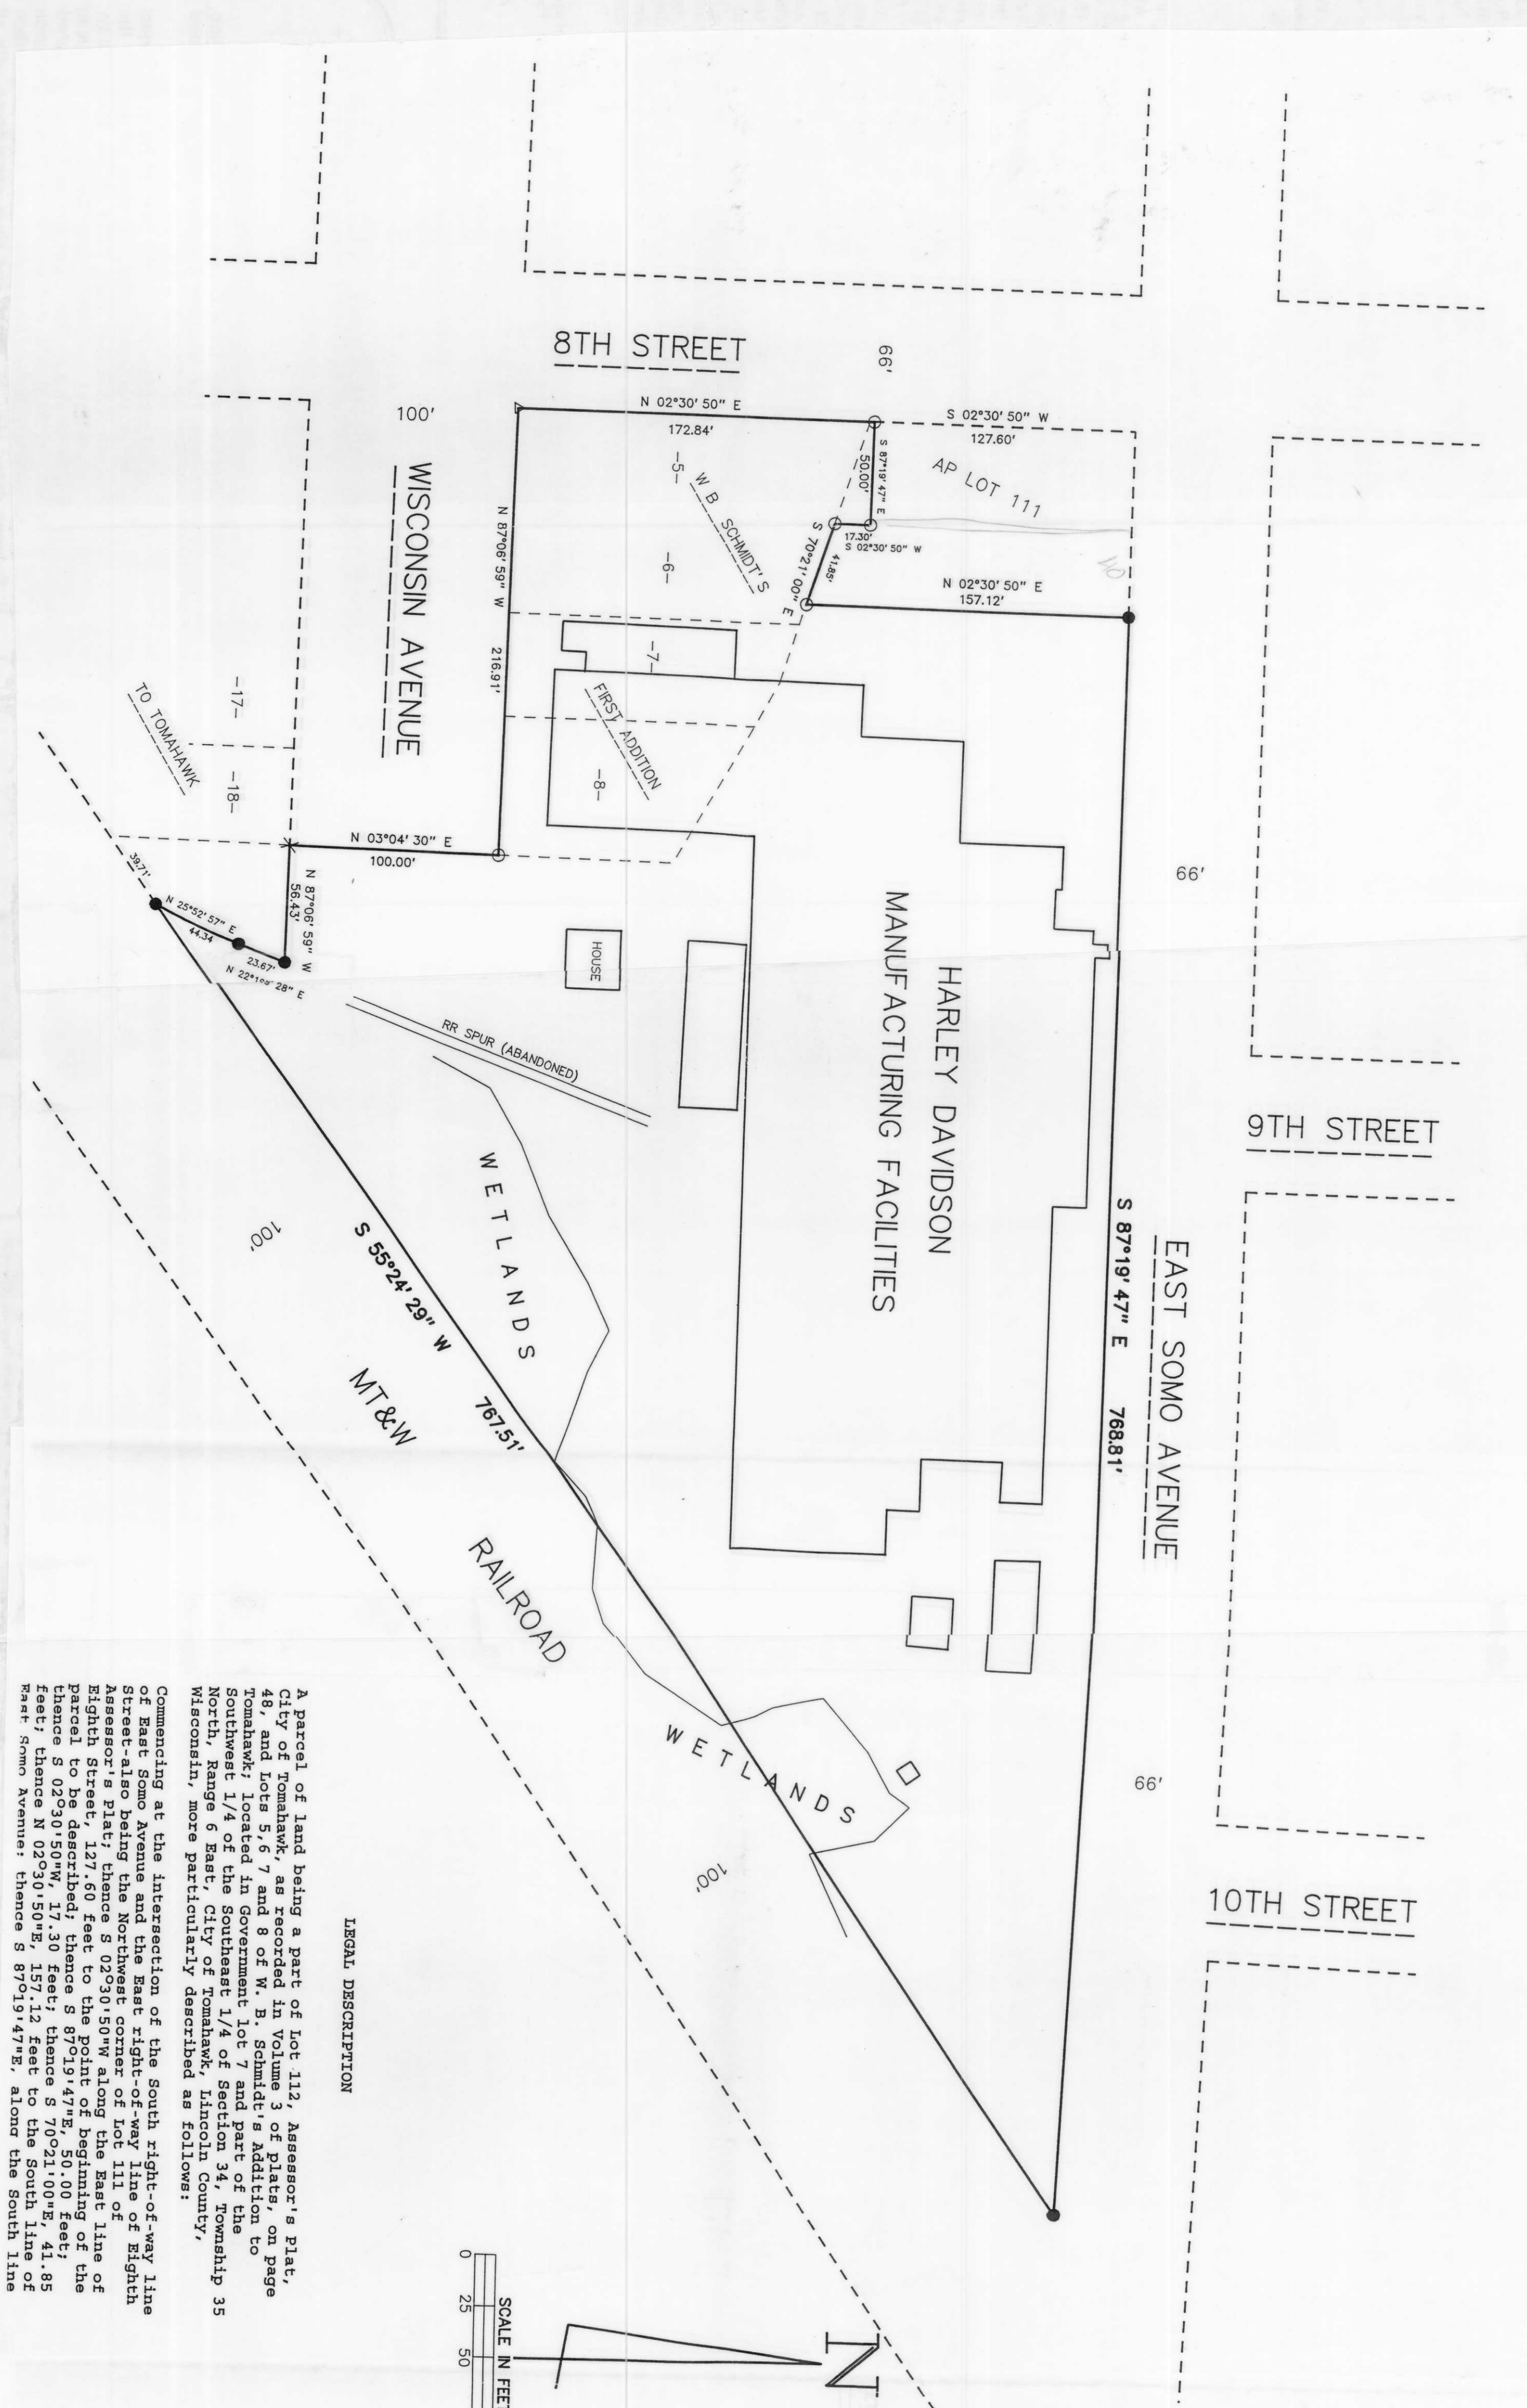 8TH STREET
66'
N 02°30' 50" E
172.84'
S 02°30' 50" W
127.60'
AP LOT 111
S 87°19' 47" E
50.00'
17.30'
S 02°30' 50" W
S 70°21' 00" E
41.85'
N 02°30' 50" E
157.12'
100'
WISCONSIN AVENUE
N 87°06' 59" W 216.91'
-5-
-6-
-7-
-8-
W B SCHMIDT'S
FIRST ADDITION
TO TOMAHAWK
-17-
-18-
N 03°04' 30" E
100.00'
N 87°06' 59" W
56.43'
39.71'
N 25°52' 57" E
44.34
23.67'
HOUSE
RR SPUR (ABANDONED)
HARLEY DAVIDSON
MANUFACTURING FACILITIES
66'
9TH STREET
EAST SOMO AVENUE
S 87°19' 47" E 768.81'
WETLANDS
S 55°24' 29" W 767.51'
100'
MT&W RAILROAD
WETLANDS
100'
66'
10TH STREET
LEGAL DESCRIPTION
A parcel of land being a part of Lot 112, Assessor's Plat,
City of Tomahawk, as recorded in Volume 3 of plats, on page
48, and Lots 5,6 7 and 8 of W. B. Schmidt's Addition to
Tomahawk; located in Government lot 7 and part of the
Southwest 1/4 of the Southeast 1/4 of Section 34, Township 35
North, Range 6 East, City of Tomahawk, Lincoln County,
Wisconsin, more particularly described as follows:
Commencing at the intersection of the South right-of-way line
of East Somo Avenue and the East right-of-way line of Eighth
Street-also being the Northwest corner of Lot 111 of
Assessor's Plat; thence S 02°30'50"W along the East line of
Eighth Street, 127.60 feet to the point of beginning of the
parcel to be described; thence S 87°19'47"E, 50.00 feet;
thence S 02°30'50"W, 17.30 feet; thence S 70°21'00"E, 41.85
feet; thence N 02°30'50"E, 157.12 feet to the South line of
East Somo Avenue; thence S 87°19'47"E, along the South line
SCALE IN FEET
0 25 50
N